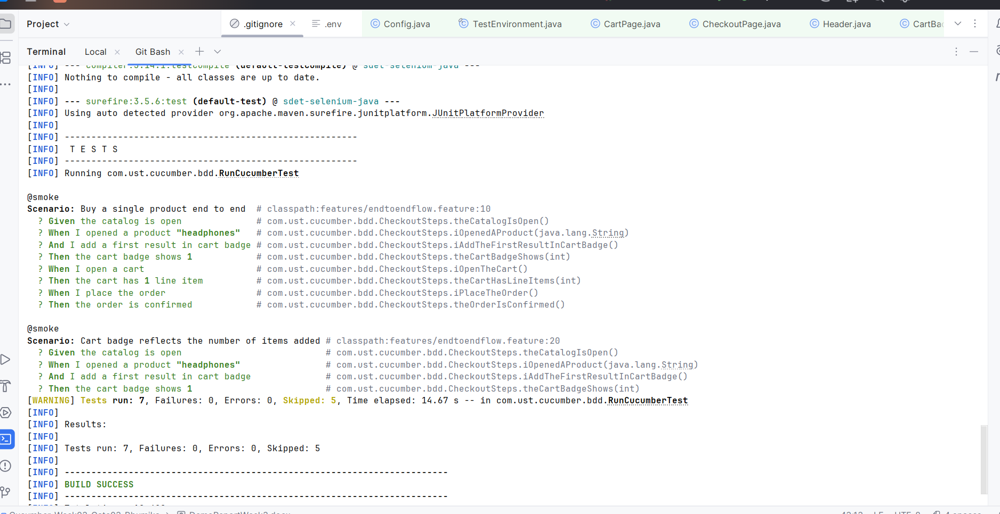 Project
.gitignore
.env
Config.java
TestEnvironment.java
CartPage.java
CheckoutPage.java
Header.java
CartBa
Terminal
Local
Git Bash
[INFO] --- compiler:3.14.1:testCompile (default-testCompile) @ sdet-selenium-java ---
[INFO] Nothing to compile - all classes are up to date.
[INFO]
[INFO] --- surefire:3.5.6:test (default-test) @ sdet-selenium-java ---
[INFO] Using auto detected provider org.apache.maven.surefire.junitplatform.JUnitPlatformProvider
[INFO]
[INFO] -------------------------------------------------------
[INFO]  T E S T S
[INFO] -------------------------------------------------------
[INFO] Running com.ust.cucumber.bdd.RunCucumberTest
@smoke
Scenario: Buy a single product end to end  # classpath:features/endtoendflow.feature:10
? Given the catalog is open              # com.ust.cucumber.bdd.CheckoutSteps.theCatalogIsOpen()
? When I opened a product "headphones"   # com.ust.cucumber.bdd.CheckoutSteps.iOpenedAProduct(java.lang.String)
? And I add a first result in cart badge # com.ust.cucumber.bdd.CheckoutSteps.iAddTheFirstResultInCartBadge()
? Then the cart badge shows 1            # com.ust.cucumber.bdd.CheckoutSteps.theCartBadgeShows(int)
? When I open a cart                     # com.ust.cucumber.bdd.CheckoutSteps.iOpenTheCart()
? Then the cart has 1 line item          # com.ust.cucumber.bdd.CheckoutSteps.theCartHasLineItems(int)
? When I place the order                 # com.ust.cucumber.bdd.CheckoutSteps.iPlaceTheOrder()
? Then the order is confirmed            # com.ust.cucumber.bdd.CheckoutSteps.theOrderIsConfirmed()
@smoke
Scenario: Cart badge reflects the number of items added # classpath:features/endtoendflow.feature:20
? Given the catalog is open                           # com.ust.cucumber.bdd.CheckoutSteps.theCatalogIsOpen()
? When I opened a product "headphones"                # com.ust.cucumber.bdd.CheckoutSteps.iOpenedAProduct(java.lang.String)
? And I add a first result in cart badge              # com.ust.cucumber.bdd.CheckoutSteps.iAddTheFirstResultInCartBadge()
? Then the cart badge shows 1                         # com.ust.cucumber.bdd.CheckoutSteps.theCartBadgeShows(int)
[WARNING] Tests run: 7, Failures: 0, Errors: 0, Skipped: 5, Time elapsed: 14.67 s -- in com.ust.cucumber.bdd.RunCucumberTest
[INFO]
[INFO] Results:
[INFO]
[INFO] Tests run: 7, Failures: 0, Errors: 0, Skipped: 5
[INFO]
[INFO] ------------------------------------------------------------------------
[INFO] BUILD SUCCESS
[INFO] ------------------------------------------------------------------------